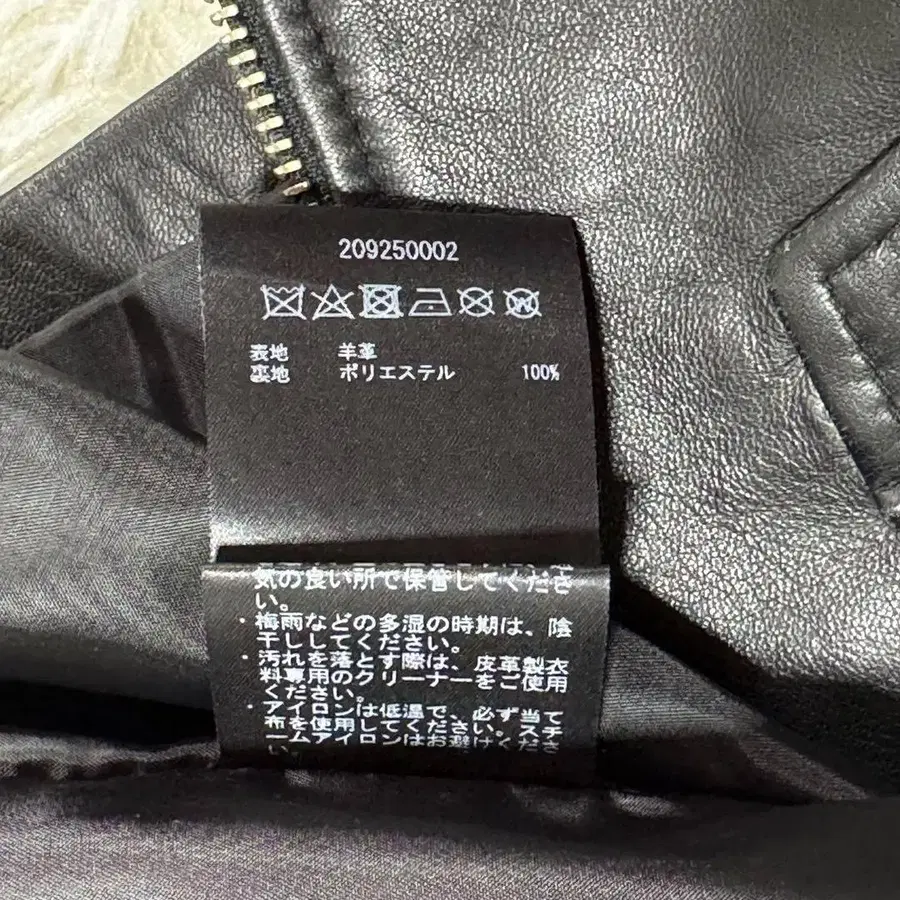 209250002
表地 羊革
裏地 ポリエステル 100%
気の良い所で保管してくださ
い。
・梅雨などの多湿の時期は、陰
干ししてください。
・汚れを落とす際は、皮革製衣
料専用のクリーナーをご使用
ください。
・アイロンは低温で、必ず当て
布を使用してください。スチ
ームアイロンはお避けくださ
い。